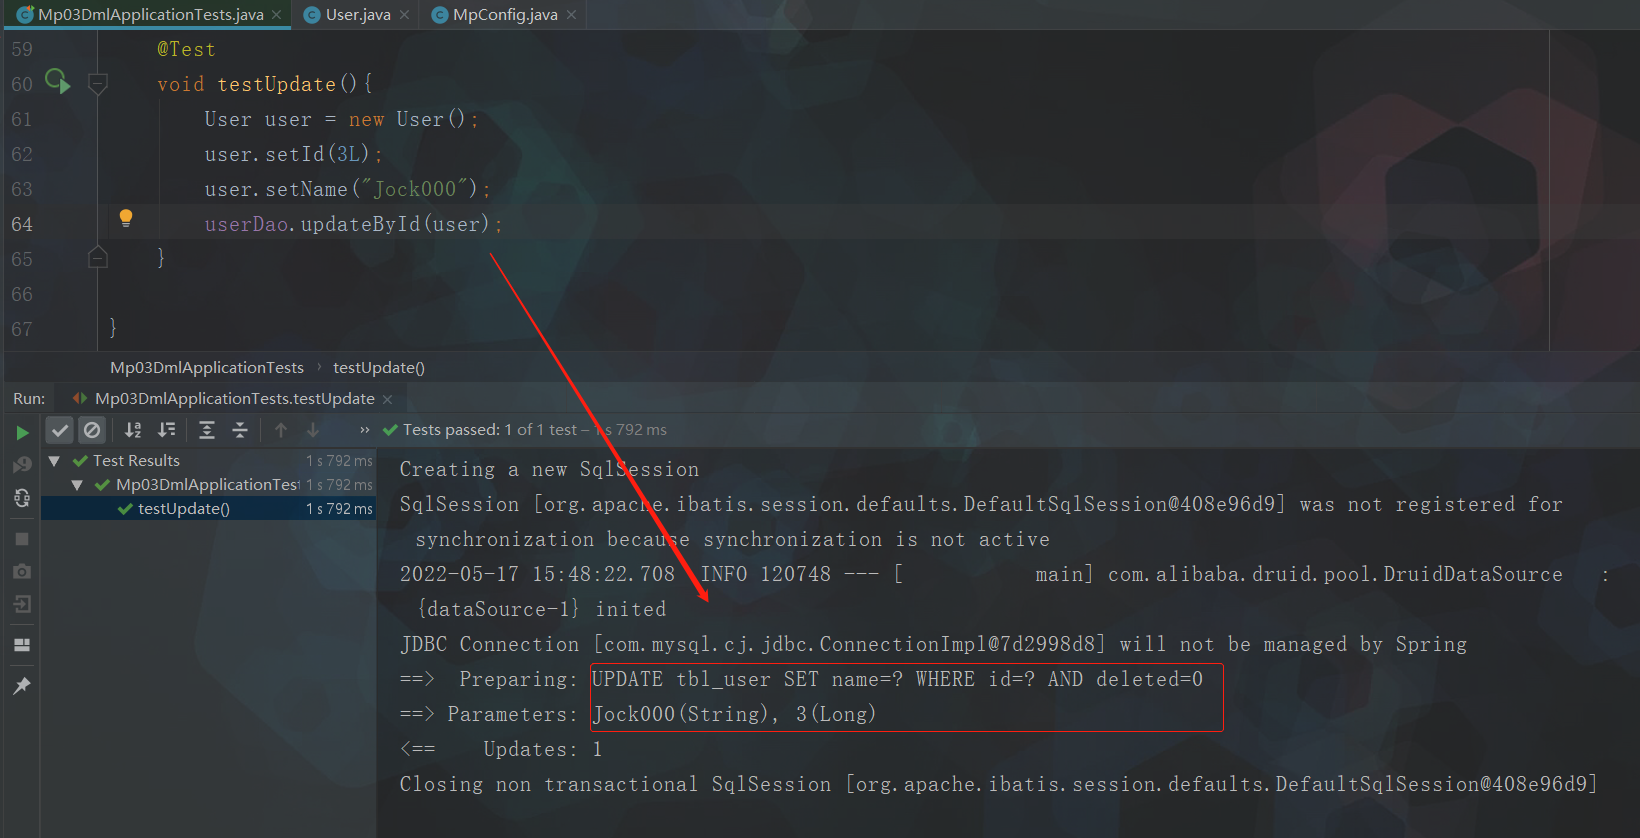 Mp03DmlApplicationTests.java × User.java × MpConfig.java ×
59 @Test
60 void testUpdate(){
61 User user = new User();
62 user.setId(3L);
63 user.setName("Jock000");
64 userDao.updateById(user);
65 }
66
67 }
Mp03DmlApplicationTests › testUpdate()
Run: Mp03DmlApplicationTests.testUpdate ×
» Tests passed: 1 of 1 test – 1 s 792 ms
Test Results 1 s 792 ms
Mp03DmlApplicationTest 1 s 792 ms
testUpdate() 1 s 792 ms
Creating a new SqlSession
SqlSession [org.apache.ibatis.session.defaults.DefaultSqlSession@408e96d9] was not registered for
synchronization because synchronization is not active
2022-05-17 15:48:22.708  INFO 120748 --- [           main] com.alibaba.druid.pool.DruidDataSource   :
{dataSource-1} inited
JDBC Connection [com.mysql.cj.jdbc.ConnectionImpl@7d2998d8] will not be managed by Spring
==>  Preparing: UPDATE tbl_user SET name=? WHERE id=? AND deleted=0
==> Parameters: Jock000(String), 3(Long)
<==    Updates: 1
Closing non transactional SqlSession [org.apache.ibatis.session.defaults.DefaultSqlSession@408e96d9]